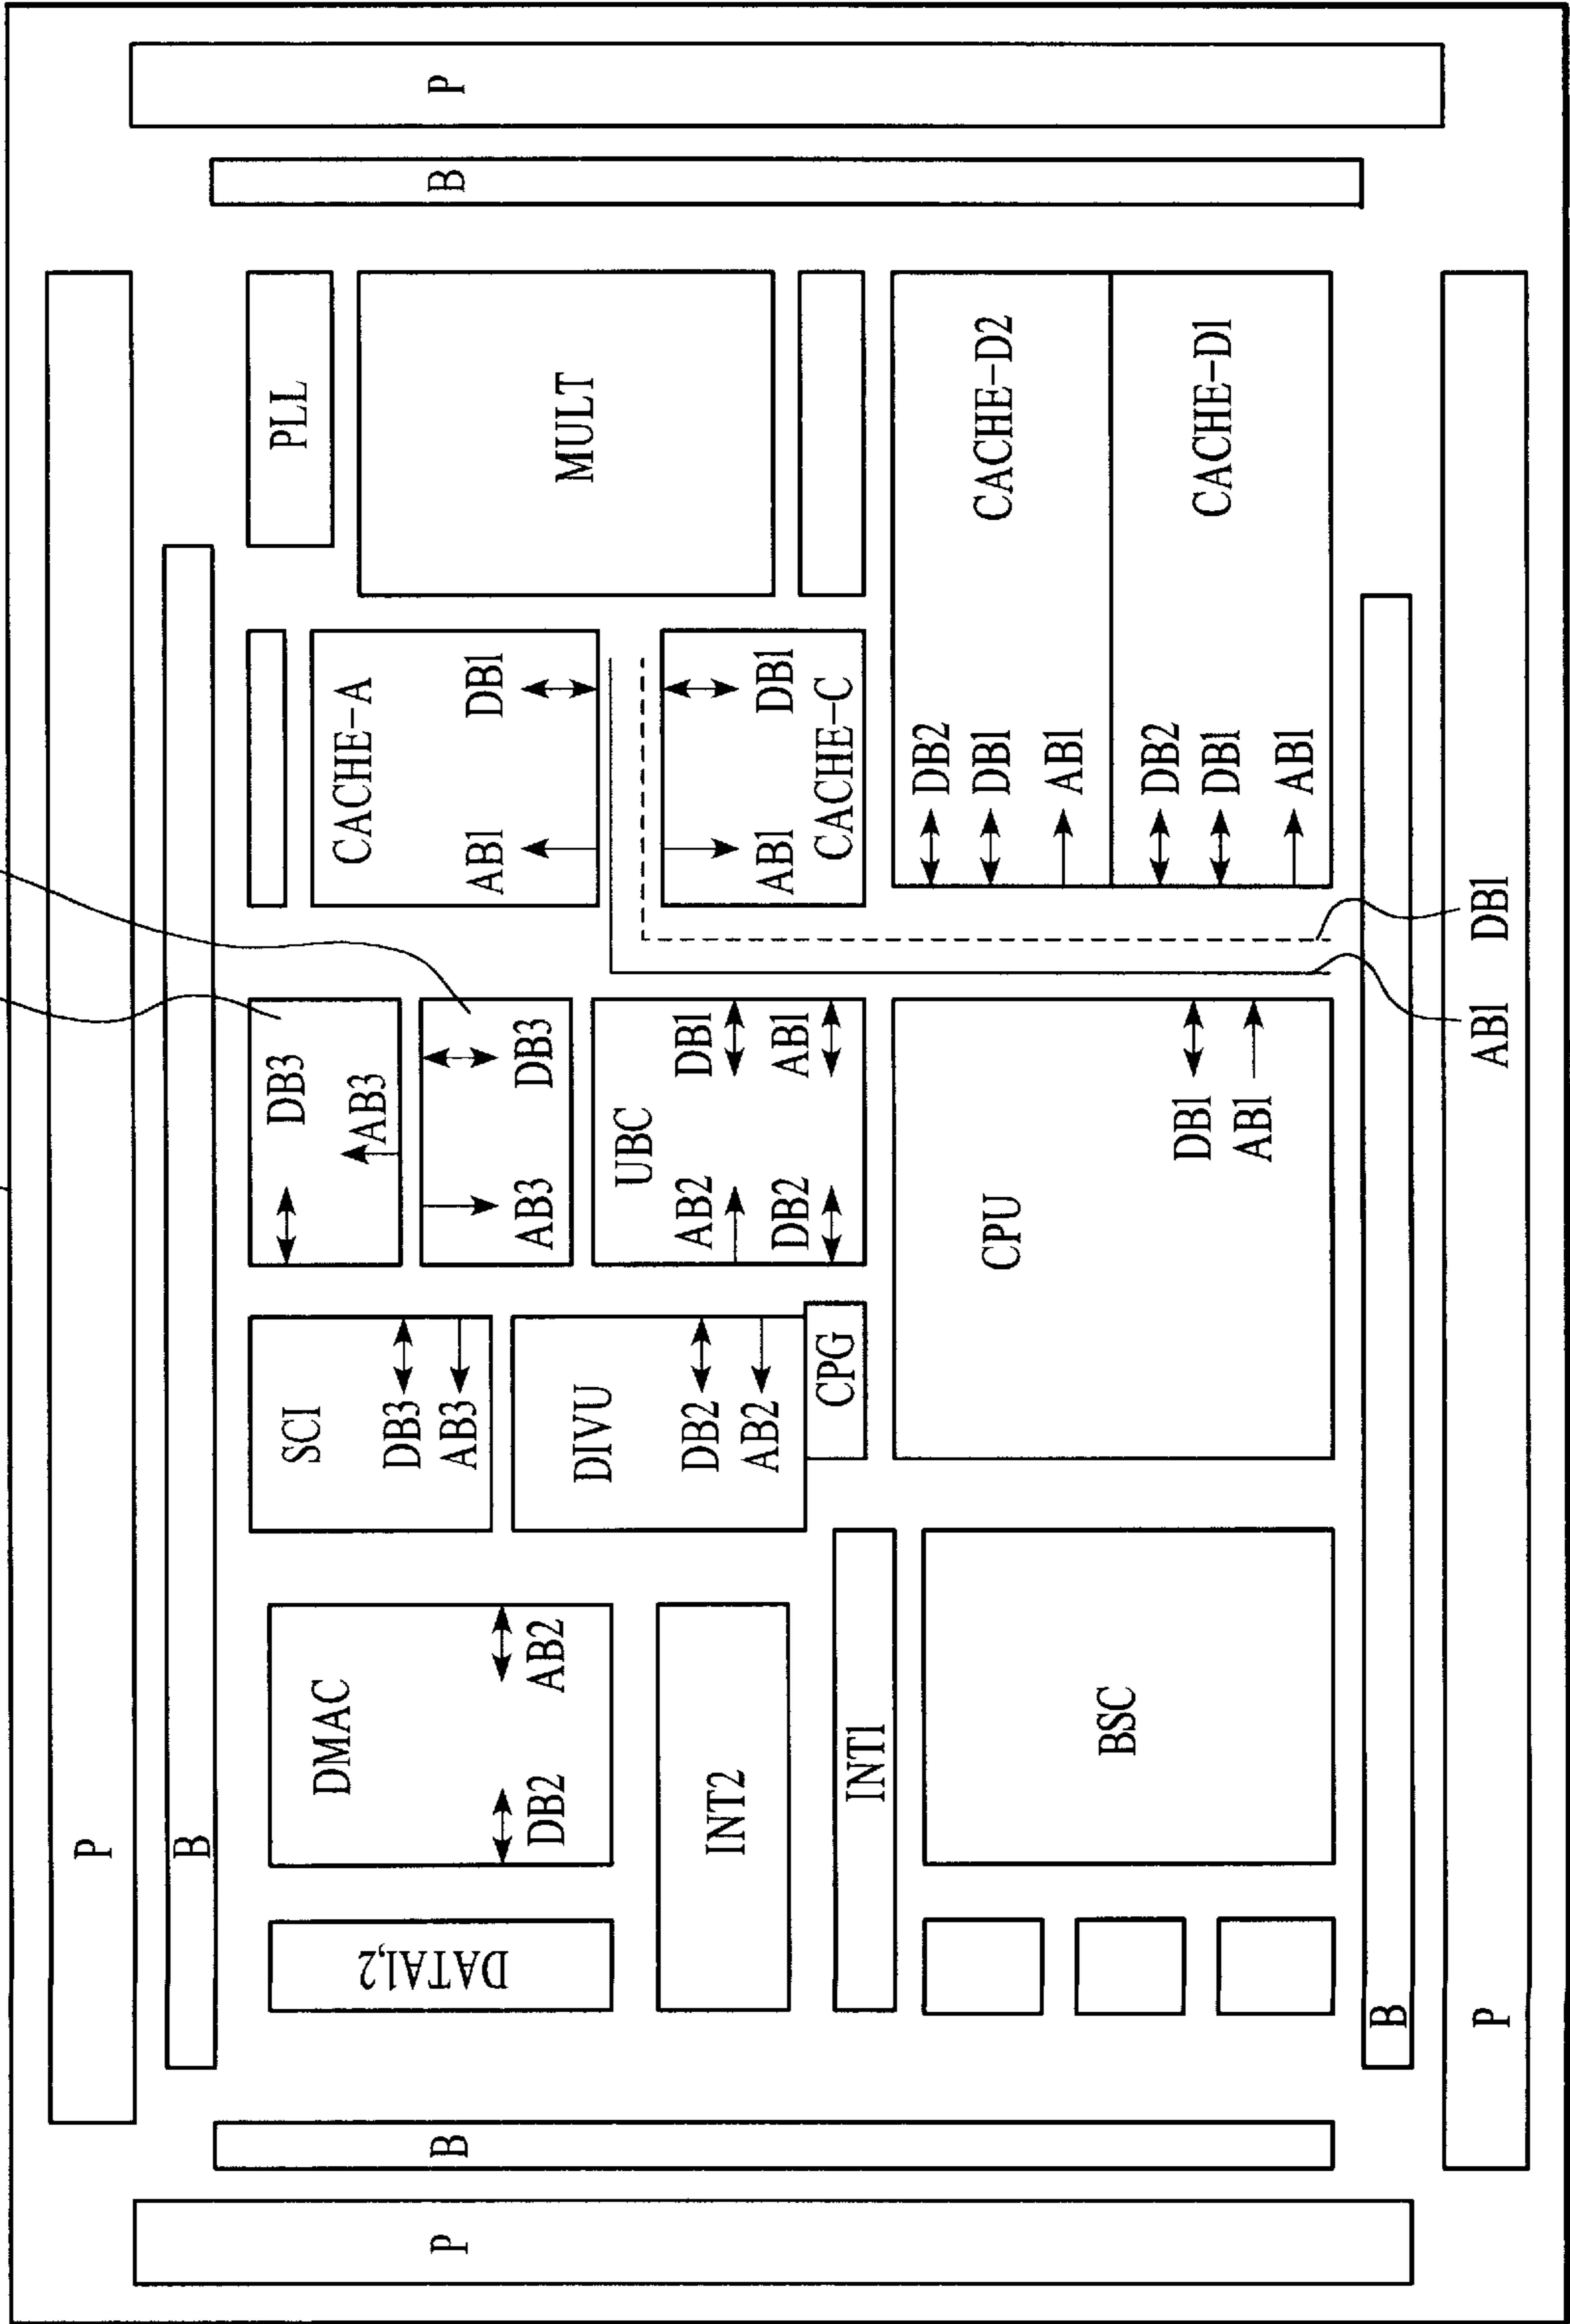 P
B
P
B
DATA1,2
DMAC
DB2
AB2
SCI
DB3
AB3
DB3
AB3
AB3
DB3
CACHE-A
AB1
DB1
PLL
MULT
B
P
INT2
DIVU
DB2
AB2
CPG
UBC
AB2
DB1
DB2
AB1
AB1
DB1
CACHE-C
INT1
BSC
CPU
DB1
AB1
DB2
DB1
AB1
CACHE-D2
DB2
DB1
AB1
CACHE-D1
B
P
AB1
DB1